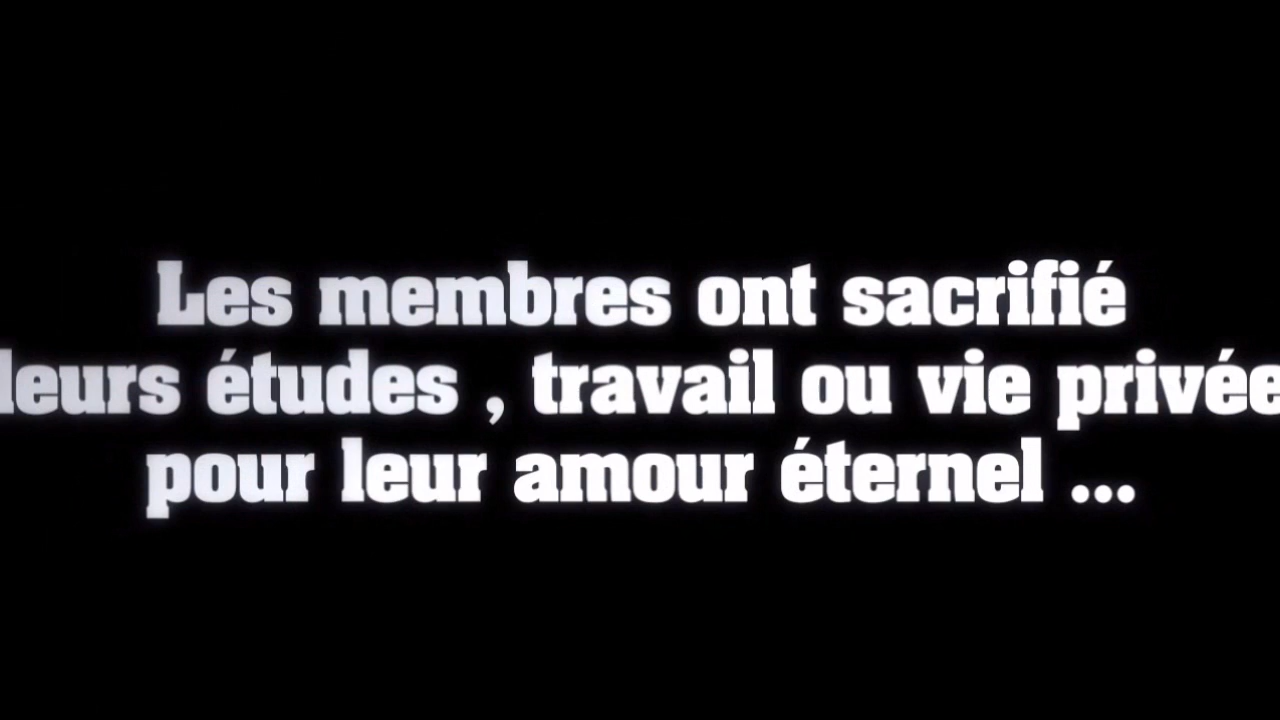 Les membres ont sacrifié
leurs études , travail ou vie privée
pour leur amour éternel ...